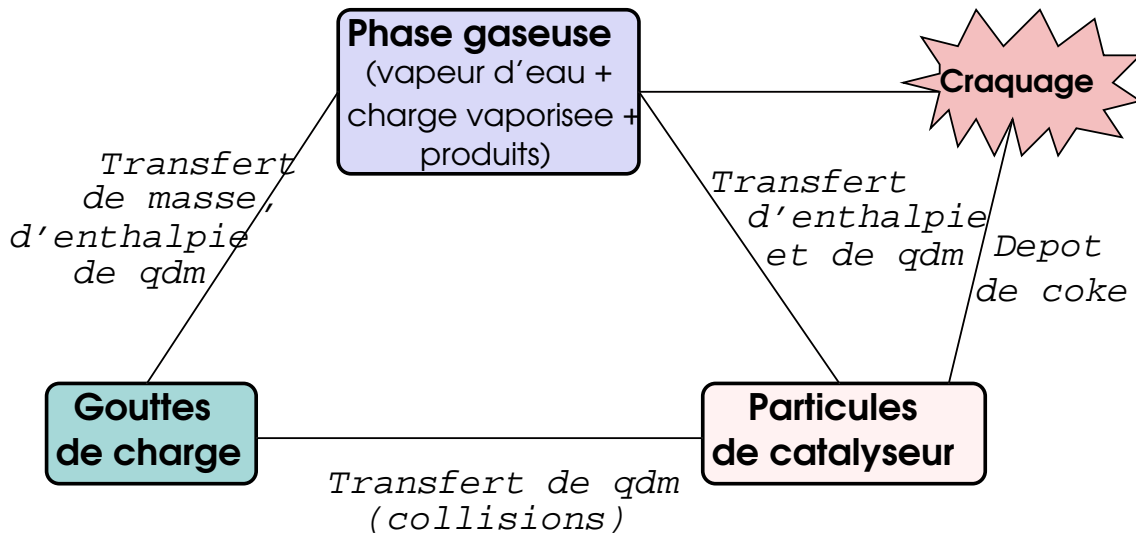 Phase gaseuse
(vapeur d'eau +
charge vaporisee +
produits)
Craquage
Transfert
de masse,
d'enthalpie
de qdm
Transfert
d'enthalpie
et de qdm
Depot
de coke
Gouttes
de charge
Particules
de catalyseur
Transfert de qdm
(collisions)